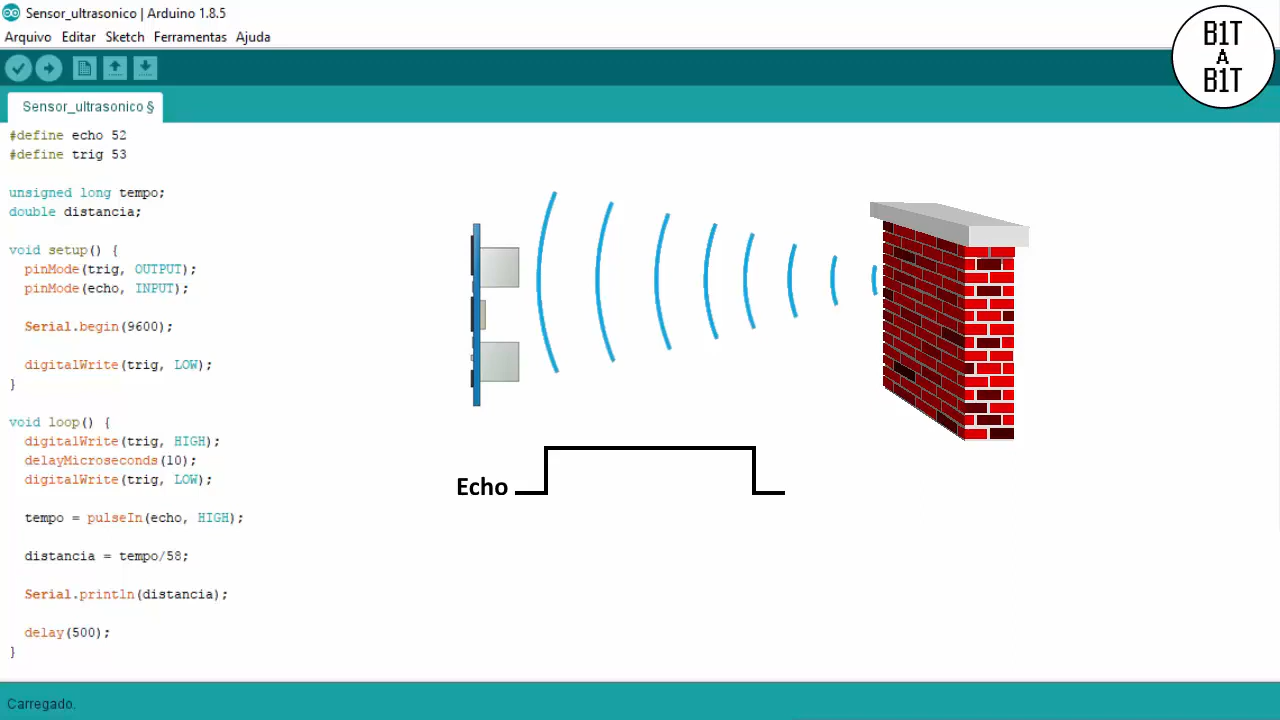 Sensor_ultrasonico | Arduino 1.8.5
Arquivo Editar Sketch Ferramentas Ajuda
B1T
A
B1T
Sensor_ultrasonico §
#define echo 52
#define trig 53
unsigned long tempo;
double distancia;
void setup() {
pinMode(trig, OUTPUT);
pinMode(echo, INPUT);
Serial.begin(9600);
digitalWrite(trig, LOW);
}
void loop() {
digitalWrite(trig, HIGH);
delayMicroseconds(10);
digitalWrite(trig, LOW);
tempo = pulseIn(echo, HIGH);
distancia = tempo/58;
Serial.println(distancia);
delay(500);
}
Echo
Carregado.